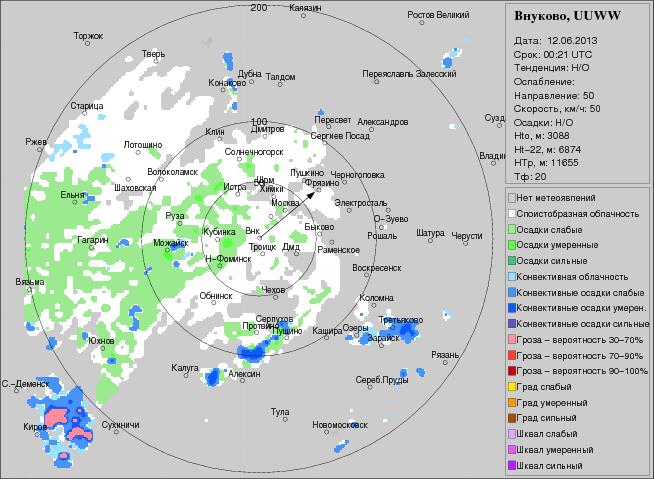 Внуково, UUWW
Дата: 12.06.2013
Срок: 00:21 UTC
Тенденция: Н/О
Ослабление:
Направление: 50
Скорость, км/ч: 50
Осадки: Н/О
Hto, м: 3088
Ht-22, м: 6874
HTp, м: 11655
Тф: 20
Нет метеоявлений
Слоистобразная облачность
Осадки слабые
Осадки умеренные
Осадки сильные
Конвективная облачность
Конвективные осадки слабые
Конвективные осадки умерен.
Конвективные осадки сильные
Гроза - вероятность 30-70%
Гроза - вероятность 70-90%
Гроза - вероятность 90-100%
Град слабый
Град умеренный
Град сильный
Шквал слабый
Шквал умеренный
Шквал сильный
200
Калязин
Ростов Великий
Торжок
Тверь
Дубна
Талдом
Конаково
Переяславль Залесский
Старица
100
Пересвет
Александров
Клин
Дмитров
Сергиев Посад
Сузд
Ржев
Лотошино
Солнечногорск
Владим
Волоколамск
Пушкино
Черноголовка
Шаховская
Истра
Химки
Фрязино
Ельня
Москва
Электросталь
Руза
О-Зуево
Гагарин
Можайск
Кубинка
Внк
Быково
Рошаль
Шатура
Черусти
Троицк
Дмд
Раменское
Н-Фоминск
Воскресенск
Вязьма
Обнинск
Чехов
Коломна
Серпухов
Протвино
Пущино
Кашира
Озеры
Третьяково
Зарайск
Юхнов
Рязань
Калуга
Алексин
Сереб.Пруды
С.-Деменск
Киров
Сухиничи
Тула
Новомосковск